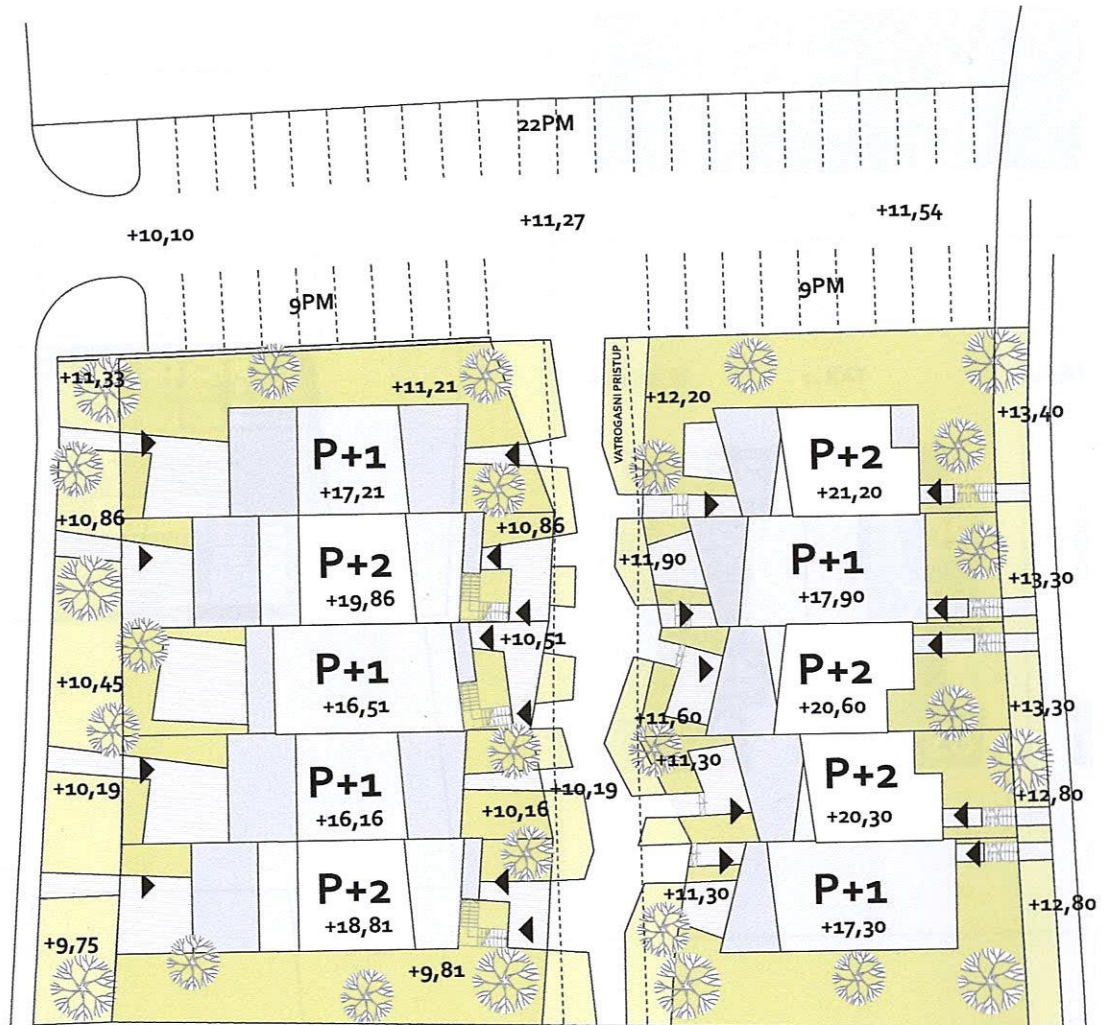 22PM
+10,10
+11,27
+11,54
9PM
9PM
+11,33
+11,21
VATROGASNI PRISTUP
+12,20
+13,40
P+1
+17,21
P+2
+21,20
+10,86
+10,86
P+2
+19,86
+11,90
P+1
+17,90
+13,30
+10,51
+10,45
P+1
+16,51
P+2
+20,60
+11,60
+13,30
+10,19
P+1
+16,16
+10,16
+10,19
+11,30
P+2
+20,30
+12,80
P+2
+18,81
+11,30
P+1
+17,30
+12,80
+9,75
+9,81